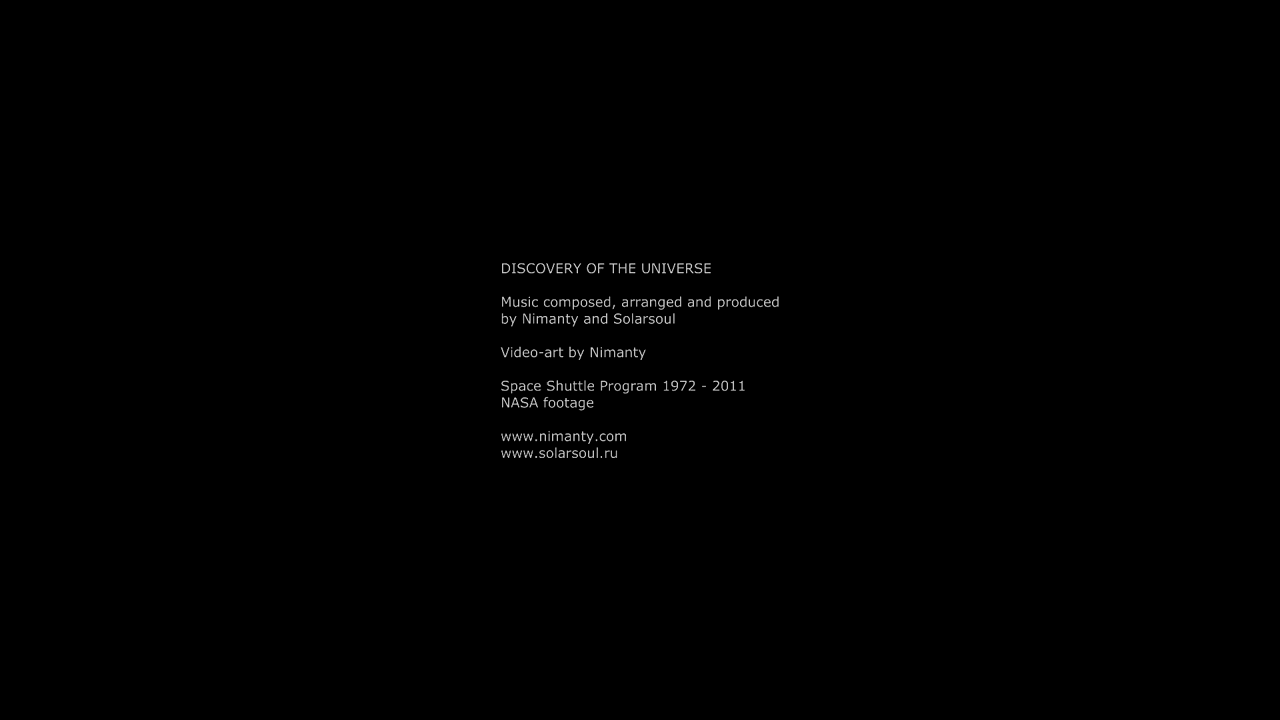 DISCOVERY OF THE UNIVERSE
Music composed, arranged and produced
by Nimanty and Solarsoul
Video-art by Nimanty
Space Shuttle Program 1972 - 2011
NASA footage
www.nimanty.com
www.solarsoul.ru